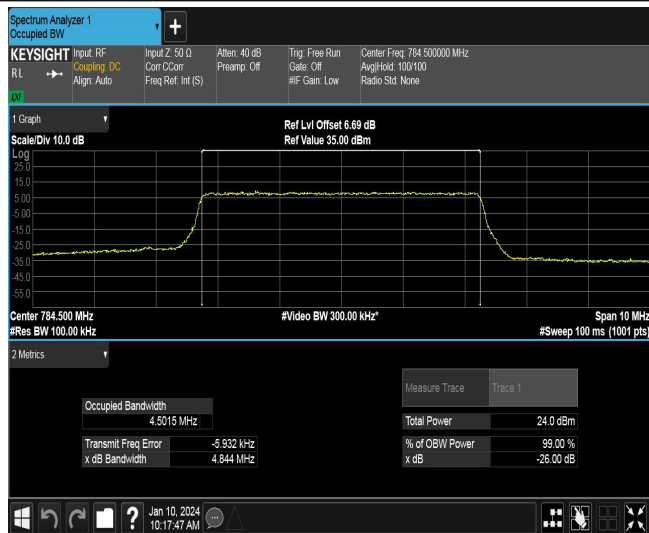 Spectrum Analyzer 1
Occupied BW
+
KEYSIGHT
RL
LXI
Input: RF
Coupling: DC
Align: Auto
Input Z: 50 Ω
Corr CCorr
Freq Ref: Int (S)
Atten: 40 dB
Preamp: Off
Trig: Free Run
Gate: Off
#IF Gain: Low
Center Freq: 784.500000 MHz
Avg|Hold: 100/100
Radio Std: None
1 Graph
Scale/Div 10.0 dB
Ref Lvl Offset 6.69 dB
Ref Value 35.00 dBm
Log
25.0
15.0
5.00
-5.00
-15.0
-25.0
-35.0
-45.0
-55.0
Center 784.500 MHz
#Video BW 300.00 kHz*
Span 10 MHz
#Res BW 100.00 kHz
#Sweep 100 ms (1001 pts)
2 Metrics
Measure Trace
Trace 1
Occupied Bandwidth
4.5015 MHz
Total Power
24.0 dBm
Transmit Freq Error
-5.932 kHz
% of OBW Power
99.00 %
x dB Bandwidth
4.844 MHz
x dB
-26.00 dB
?
Jan 10, 2024
10:17:47 AM